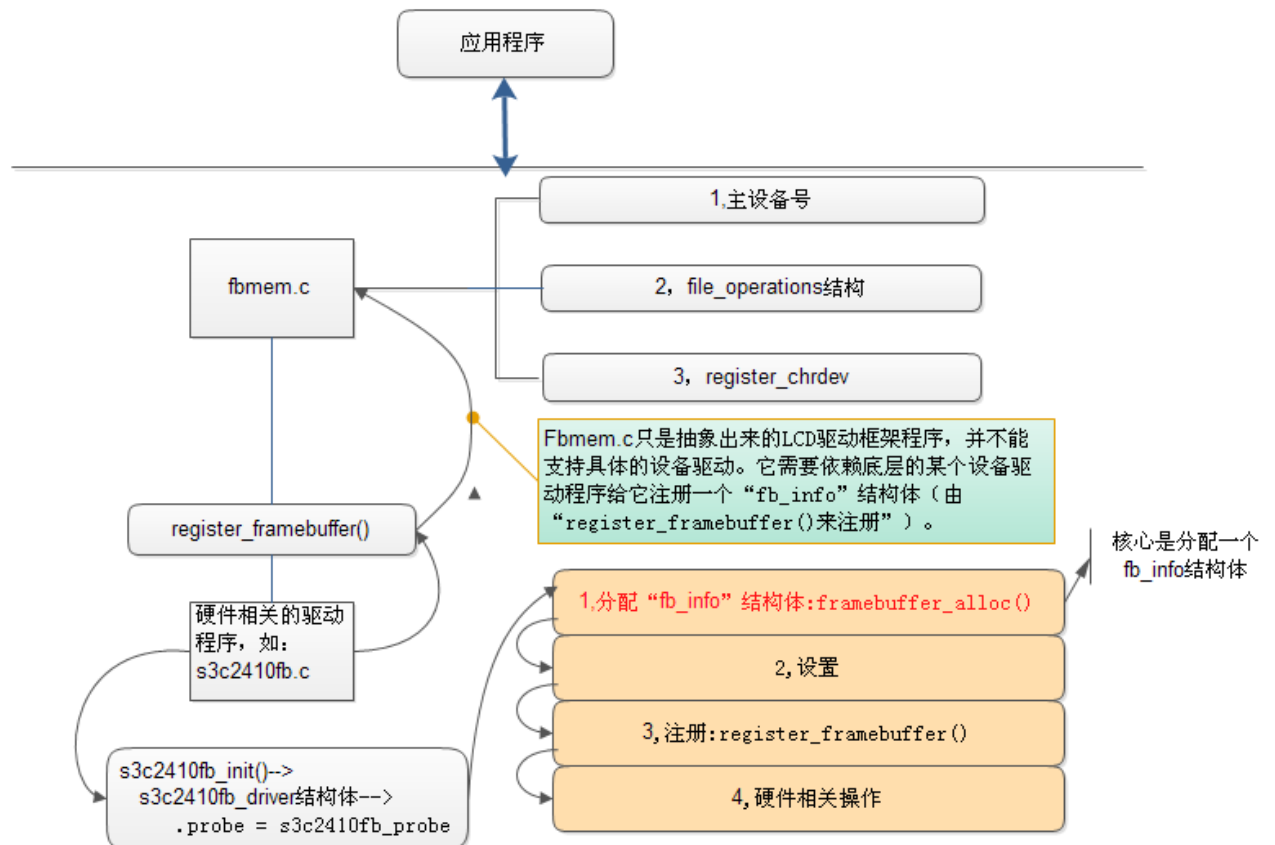 应用程序
1,主设备号
fbmem.c
2，file_operations结构
3，register_chrdev
Fbmem.c只是抽象出来的LCD驱动框架程序，并不能
支持具体的设备驱动。它需要依赖底层的某个设备驱
动程序给它注册一个“fb_info”结构体（由
“register_framebuffer()来注册”）。
register_framebuffer()
核心是分配一个
fb_info结构体
1,分配“fb_info”结构体:framebuffer_alloc()
硬件相关的驱动
程序，如：
s3c2410fb.c
2,设置
3,注册:register_framebuffer()
s3c2410fb_init()-->
s3c2410fb_driver结构体-->
.probe = s3c2410fb_probe
4,硬件相关操作